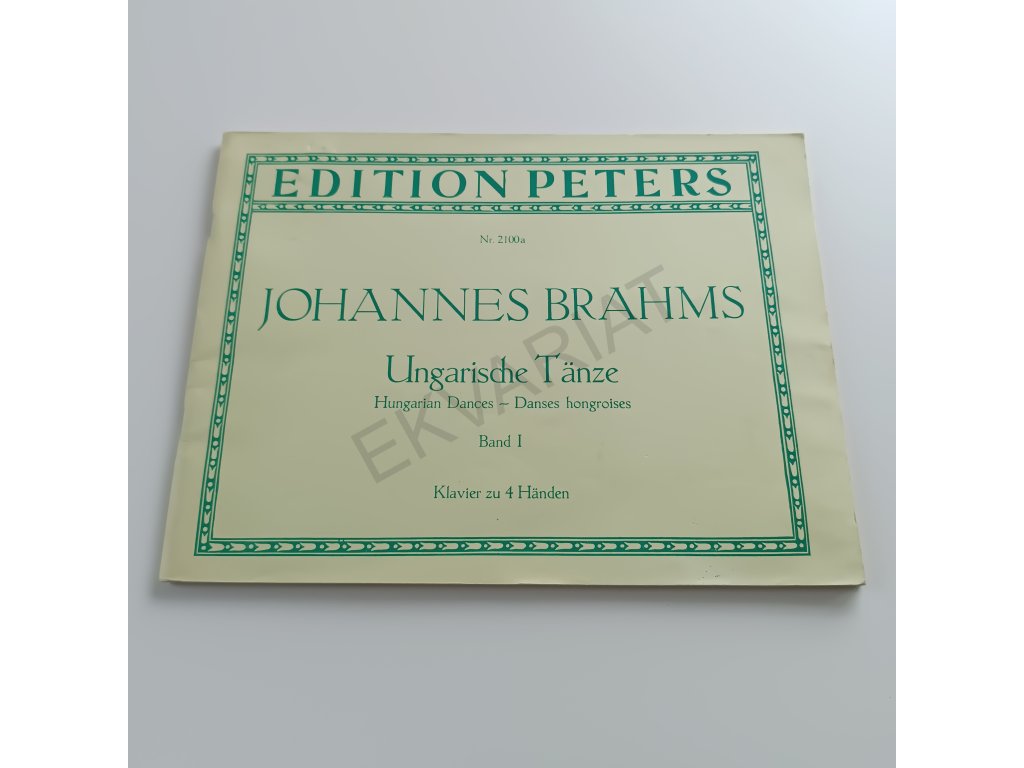 EDITION PETERS
Nr. 2100a
JOHANNES BRAHMS
Ungarische Tänze
Hungarian Dances ~ Danses hongroises
Band I
Klavier zu 4 Händen
EKVARIAT